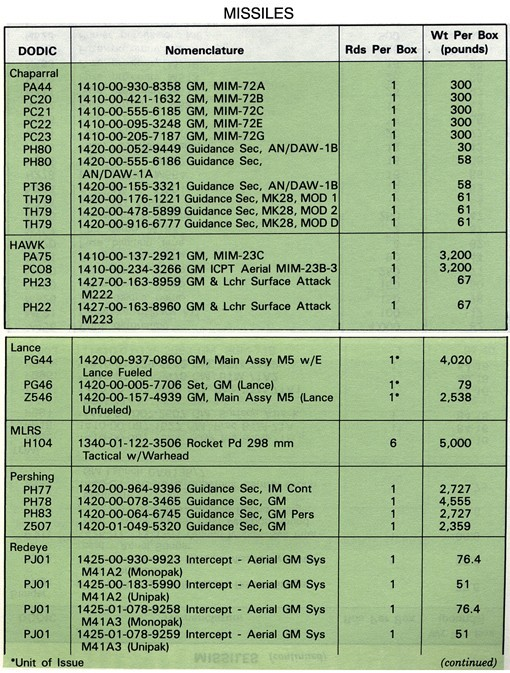 MISSILES
DODIC Nomenclature Rds Per Box Wt Per Box (pounds)
Chaparral
PA44 1410-00-930-8358 GM, MIM-72A 1 300
PC20 1410-00-421-1632 GM, MIM-72B 1 300
PC21 1410-00-555-6185 GM, MIM-72C 1 300
PC22 1410-00-095-3248 GM, MIM-72E 1 300
PC23 1410-00-205-7187 GM, MIM-72G 1 300
PH80 1420-00-052-9449 Guidance Sec, AN/DAW-1B 1 30
PH80 1420-00-555-6186 Guidance Sec, 1 58
AN/DAW-1A
PT36 1420-00-155-3321 Guidance Sec, AN/DAW-1B 1 58
TH79 1420-00-176-1221 Guidance Sec, MK28, MOD 1 1 61
TH79 1420-00-478-5899 Guidance Sec, MK28, MOD 2 1 61
TH79 1420-00-916-6777 Guidance Sec, MK28, MOD D 1 61
HAWK
PA75 1410-00-137-2921 GM, MIM-23C 1 3,200
PCO8 1410-00-234-3266 GM ICPT Aerial MIM-23B-3 1 3,200
PH23 1427-00-163-8959 GM & Lchr Surface Attack 1 67
M222
PH22 1427-00-163-8960 GM & Lchr Surface Attack 1 67
M223
Lance
PG44 1420-00-937-0860 GM, Main Assy M5 w/E 1* 4,020
Lance Fueled
PG46 1420-00-005-7706 Set, GM (Lance) 1* 79
Z546 1420-00-157-4939 GM, Main Assy M5 (Lance 1* 2,538
Unfueled)
MLRS
H104 1340-01-122-3506 Rocket Pd 298 mm 6 5,000
Tactical w/Warhead
Pershing
PH77 1420-00-964-9396 Guidance Sec, IM Cont 1 2,727
PH78 1420-00-078-3465 Guidance Sec, GM 1 4,555
PH83 1420-00-064-6745 Guidance Sec, GM Pers 1 2,727
Z507 1420-01-049-5320 Guidance Sec, GM 1 2,359
Redeye
PJ01 1425-00-930-9923 Intercept - Aerial GM Sys 1 76.4
M41A2 (Monopak)
PJ01 1425-00-183-5990 Intercept - Aerial GM Sys 1 51
M41A2 (Unipak)
PJ01 1425-01-078-9258 Intercept - Aerial GM Sys 1 76.4
M41A3 (Monopak)
PJ01 1425-01-078-9259 Intercept - Aerial GM Sys 1 51
M41A3 (Unipak)
*Unit of Issue (continued)